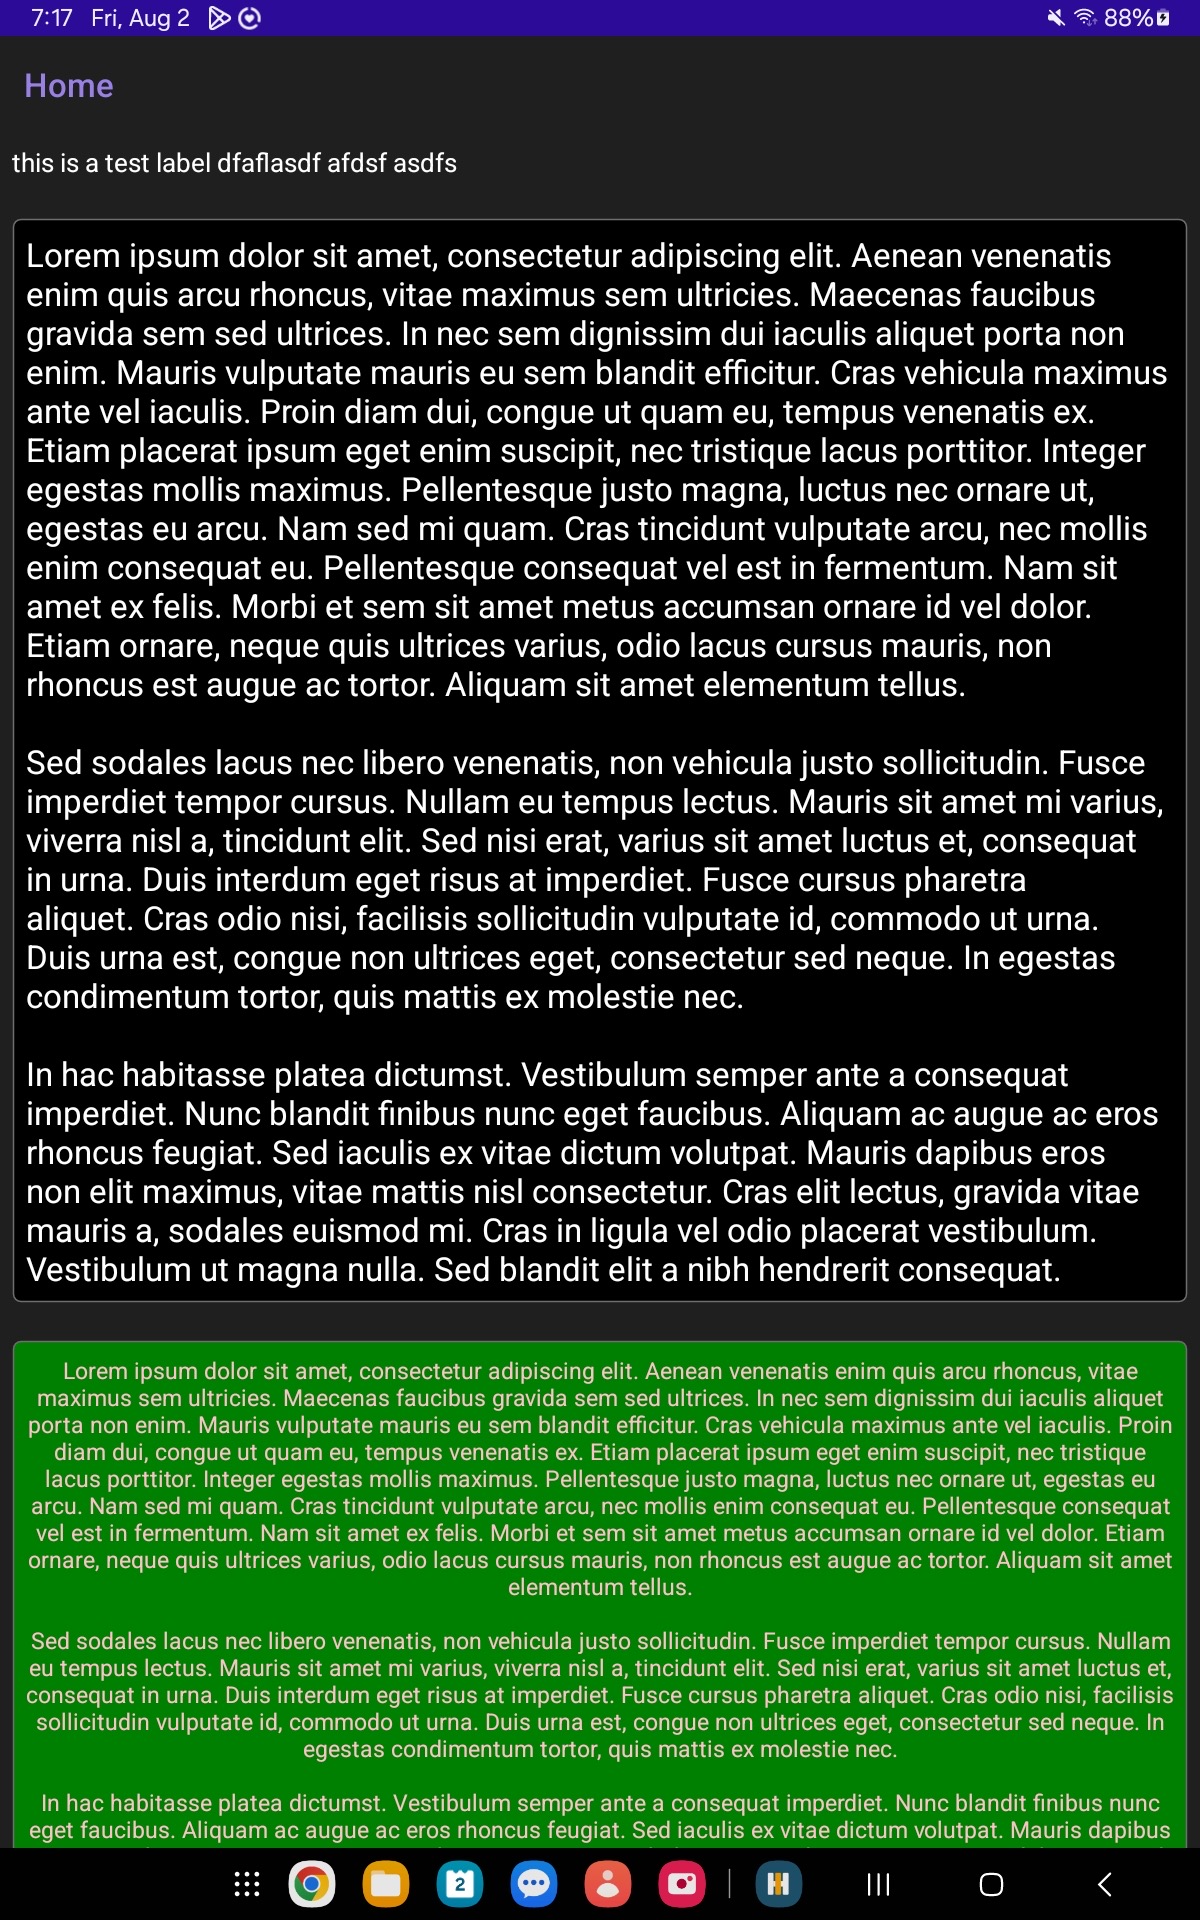 7:17 Fri, Aug 2 88%
Home
this is a test label dfaflasdf afdsf asdfs
Lorem ipsum dolor sit amet, consectetur adipiscing elit. Aenean venenatis
enim quis arcu rhoncus, vitae maximus sem ultricies. Maecenas faucibus
gravida sem sed ultrices. In nec sem dignissim dui iaculis aliquet porta non
enim. Mauris vulputate mauris eu sem blandit efficitur. Cras vehicula maximus
ante vel iaculis. Proin diam dui, congue ut quam eu, tempus venenatis ex.
Etiam placerat ipsum eget enim suscipit, nec tristique lacus porttitor. Integer
egestas mollis maximus. Pellentesque justo magna, luctus nec ornare ut,
egestas eu arcu. Nam sed mi quam. Cras tincidunt vulputate arcu, nec mollis
enim consequat eu. Pellentesque consequat vel est in fermentum. Nam sit
amet ex felis. Morbi et sem sit amet metus accumsan ornare id vel dolor.
Etiam ornare, neque quis ultrices varius, odio lacus cursus mauris, non
rhoncus est augue ac tortor. Aliquam sit amet elementum tellus.
Sed sodales lacus nec libero venenatis, non vehicula justo sollicitudin. Fusce
imperdiet tempor cursus. Nullam eu tempus lectus. Mauris sit amet mi varius,
viverra nisl a, tincidunt elit. Sed nisi erat, varius sit amet luctus et, consequat
in urna. Duis interdum eget risus at imperdiet. Fusce cursus pharetra
aliquet. Cras odio nisi, facilisis sollicitudin vulputate id, commodo ut urna.
Duis urna est, congue non ultrices eget, consectetur sed neque. In egestas
condimentum tortor, quis mattis ex molestie nec.
In hac habitasse platea dictumst. Vestibulum semper ante a consequat
imperdiet. Nunc blandit finibus nunc eget faucibus. Aliquam ac augue ac eros
rhoncus feugiat. Sed iaculis ex vitae dictum volutpat. Mauris dapibus eros
non elit maximus, vitae mattis nisl consectetur. Cras elit lectus, gravida vitae
mauris a, sodales euismod mi. Cras in ligula vel odio placerat vestibulum.
Vestibulum ut magna nulla. Sed blandit elit a nibh hendrerit consequat.
Lorem ipsum dolor sit amet, consectetur adipiscing elit. Aenean venenatis enim quis arcu rhoncus, vitae
maximus sem ultricies. Maecenas faucibus gravida sem sed ultrices. In nec sem dignissim dui iaculis aliquet
porta non enim. Mauris vulputate mauris eu sem blandit efficitur. Cras vehicula maximus ante vel iaculis. Proin
diam dui, congue ut quam eu, tempus venenatis ex. Etiam placerat ipsum eget enim suscipit, nec tristique
lacus porttitor. Integer egestas mollis maximus. Pellentesque justo magna, luctus nec ornare ut, egestas eu
arcu. Nam sed mi quam. Cras tincidunt vulputate arcu, nec mollis enim consequat eu. Pellentesque consequat
vel est in fermentum. Nam sit amet ex felis. Morbi et sem sit amet metus accumsan ornare id vel dolor. Etiam
ornare, neque quis ultrices varius, odio lacus cursus mauris, non rhoncus est augue ac tortor. Aliquam sit amet
elementum tellus.
Sed sodales lacus nec libero venenatis, non vehicula justo sollicitudin. Fusce imperdiet tempor cursus. Nullam
eu tempus lectus. Mauris sit amet mi varius, viverra nisl a, tincidunt elit. Sed nisi erat, varius sit amet luctus et,
consequat in urna. Duis interdum eget risus at imperdiet. Fusce cursus pharetra aliquet. Cras odio nisi, facilisis
sollicitudin vulputate id, commodo ut urna. Duis urna est, congue non ultrices eget, consectetur sed neque. In
egestas condimentum tortor, quis mattis ex molestie nec.
In hac habitasse platea dictumst. Vestibulum semper ante a consequat imperdiet. Nunc blandit finibus nunc
eget faucibus. Aliquam ac augue ac eros rhoncus feugiat. Sed iaculis ex vitae dictum volutpat. Mauris dapibus
2